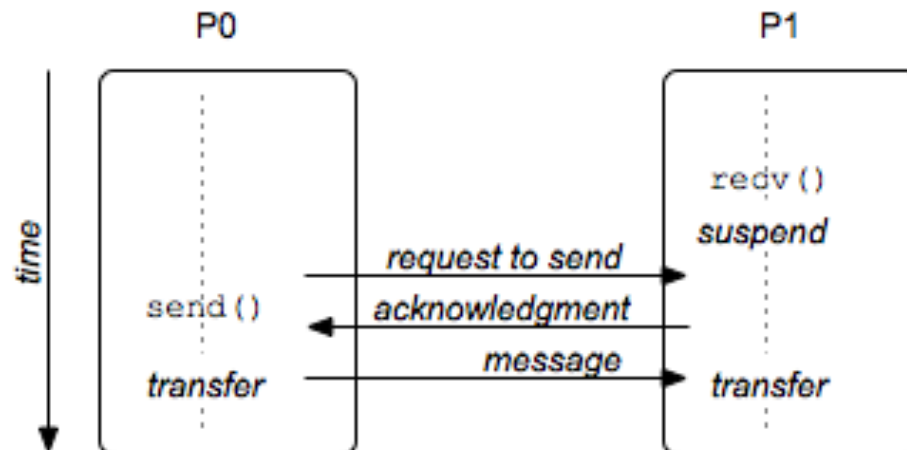 P0
P1
time
recv()
suspend
request to send
send()
acknowledgment
message
transfer
transfer